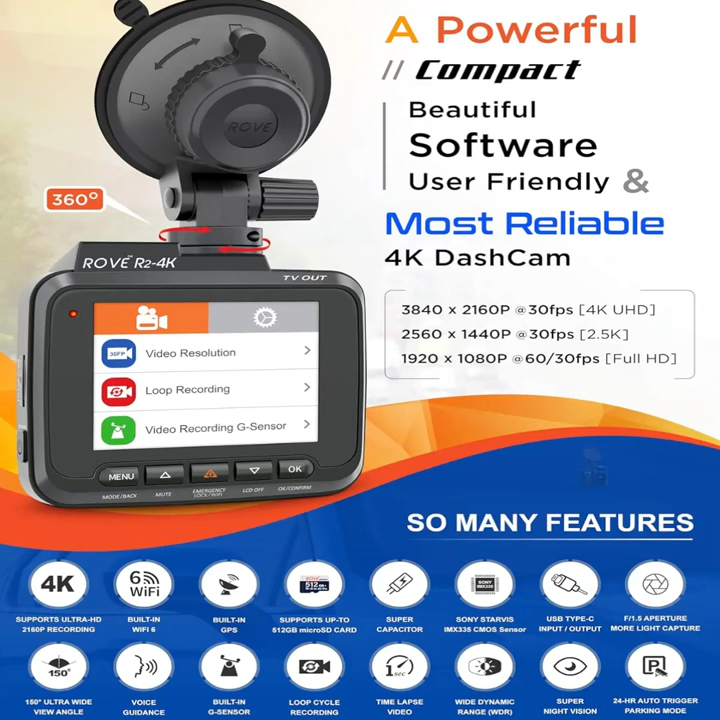 A Powerful
// Compact
Beautiful
Software
User Friendly &
Most Reliable
4K DashCam
3840 x 2160P @30fps [4K UHD]
2560 x 1440P @30fps [2.5K]
1920 x 1080P @60/30fps [Full HD]
ROVE
360°
ROVE™ R2-4K
TV OUT
30FP
Video Resolution
Loop Recording
Video Recording G-Sensor
MENU
OK
MODE/BACK
MUTE
EMERGENCY
LOCK/WIFI
LCD OFF
OK/CONFIRM
SO MANY FEATURES
4K
SUPPORTS ULTRA-HD
2160P RECORDING
6 WiFi
BUILT-IN
WIFI 6
BUILT-IN
GPS
ROVE
512GB
SUPPORTS UP-TO
512GB microSD CARD
SUPER
CAPACITOR
SONY
IMX335
SONY STARVIS
IMX335 CMOS Sensor
USB TYPE-C
INPUT / OUTPUT
F/1.5 APERTURE
MORE LIGHT CAPTURE
150°
150° ULTRA WIDE
VIEW ANGLE
VOICE
GUIDANCE
BUILT-IN
G-SENSOR
LOOP CYCLE
RECORDING
1sec
TIME LAPSE
VIDEO
WIDE DYNAMIC
RANGE (WDR)
SUPER
NIGHT VISION
P
24-HR AUTO TRIGGER
PARKING MODE